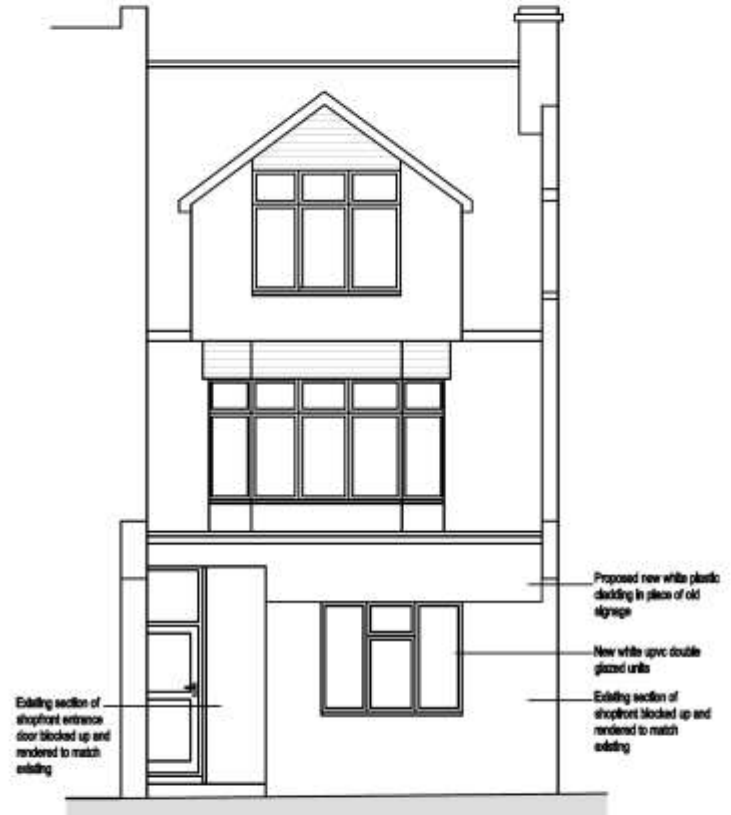 Proposed new white plastic
cladding in place of old
signage
New white upvc double
glazed units
Existing section of
shopfront blocked up and
rendered to match
existing
Existing section of
shopfront entrance
door blocked up and
rendered to match
existing